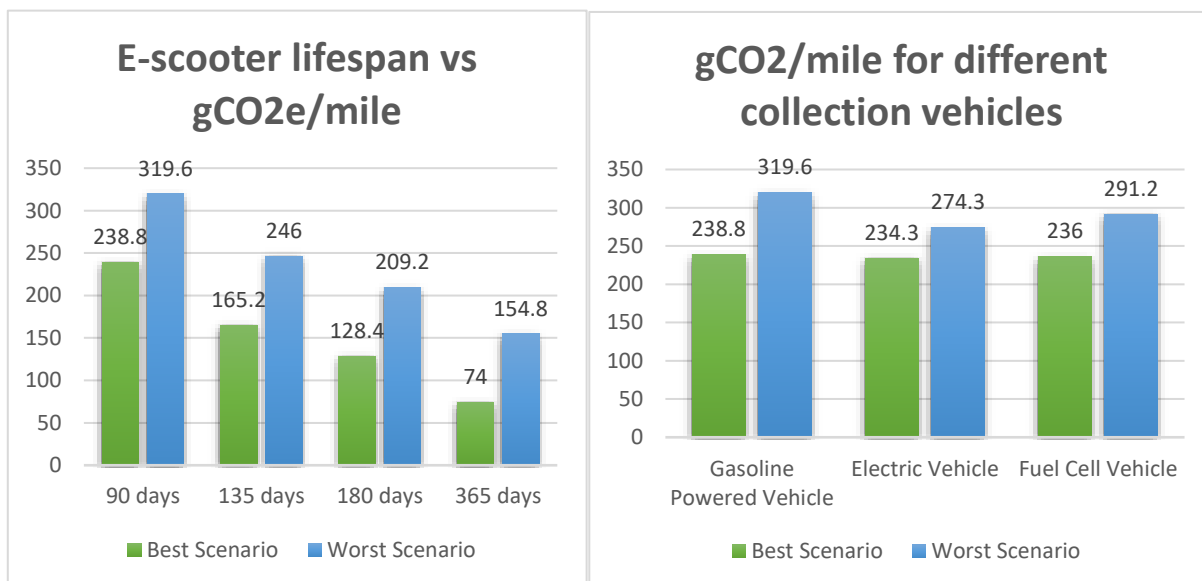 E-scooter lifespan vs
gCO2e/mile
350
300
250
200
150
100
50
0
238.8
319.6
165.2
246
128.4
209.2
74
154.8
90 days
135 days
180 days
365 days
Best Scenario
Worst Scenario
gCO2/mile for different
collection vehicles
350
300
250
200
150
100
50
0
238.8
319.6
234.3
274.3
236
291.2
Gasoline
Powered Vehicle
Electric Vehicle
Fuel Cell Vehicle
Best Scenario
Worst Scenario